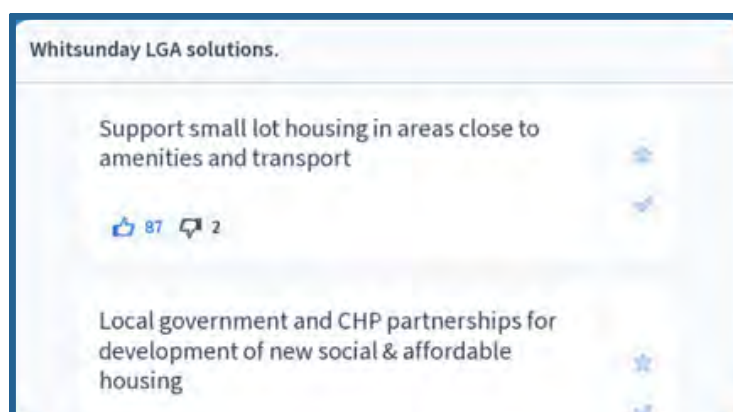 Whitsunday LGA solutions.
Support small lot housing in areas close to
amenities and transport
87 2
Local government and CHP partnerships for
development of new social & affordable
housing